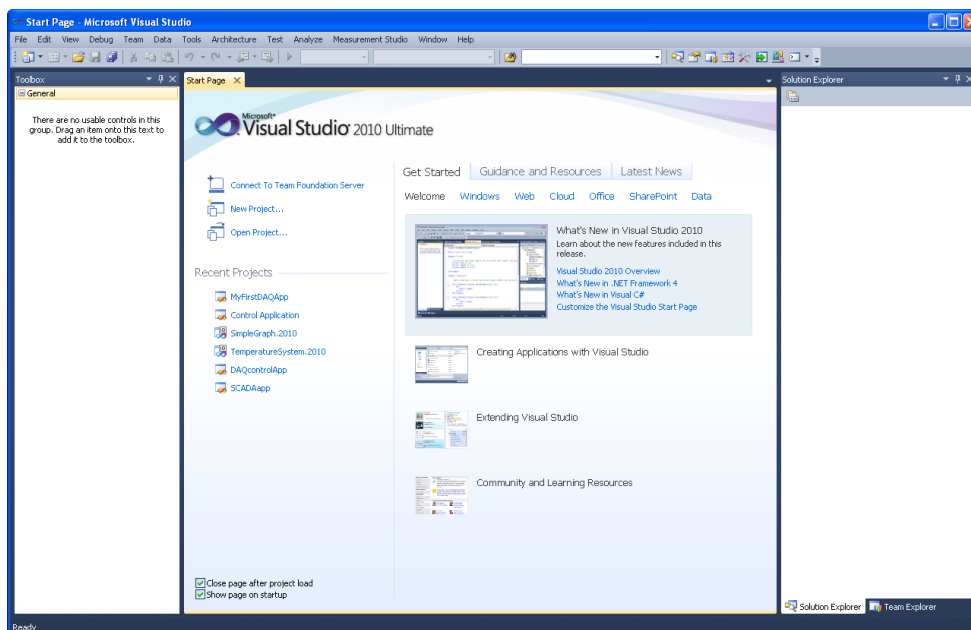 Start Page - Microsoft Visual Studio
File Edit View Debug Team Data Tools Architecture Test Analyze Measurement Studio Window Help
Toolbox
General
There are no usable controls in this
group. Drag an item onto this text to
add it to the toolbox.
Start Page
Microsoft
Visual Studio 2010 Ultimate
Connect To Team Foundation Server
New Project...
Open Project...
Recent Projects
MyFirstDAQApp
Control Application
SimpleGraph.2010
TemperatureSystem.2010
DAQcontrolApp
SCADAapp
Close page after project load
Show page on startup
Get Started Guidance and Resources Latest News
Welcome Windows Web Cloud Office SharePoint Data
What's New in Visual Studio 2010
Learn about the new features included in this
release.
Visual Studio 2010 Overview
What's New in .NET Framework 4
What's New in Visual C#
Customize the Visual Studio Start Page
Creating Applications with Visual Studio
Extending Visual Studio
Community and Learning Resources
Solution Explorer
Solution Explorer Team Explorer
Ready